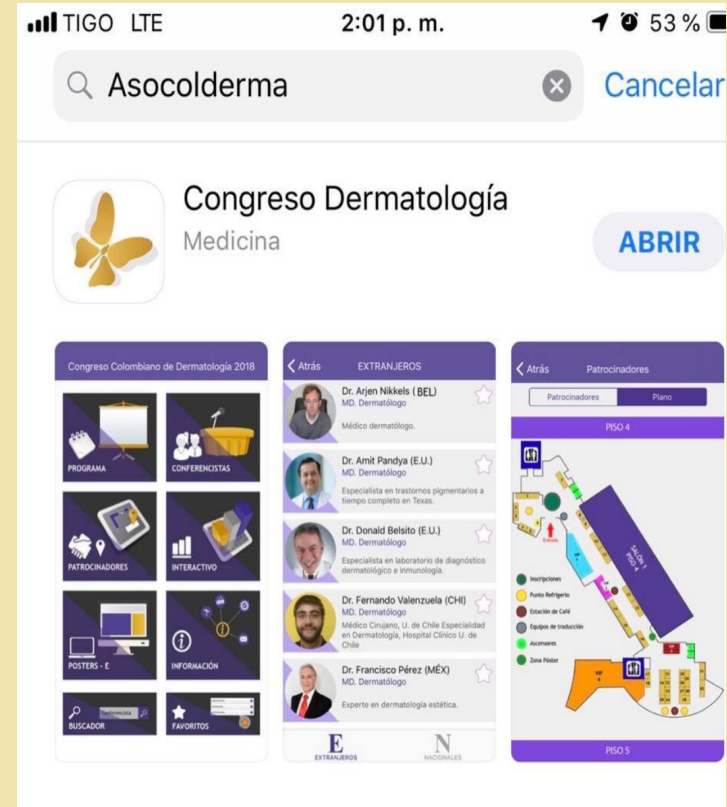 TIGO LTE 2:01 p. m. 53 %
Asocolderma Cancelar
Congreso Dermatología
Medicina
ABRIR
Congreso Colombiano de Dermatología 2018
PROGRAMA CONFERENCISTAS
PATROCINADORES INTERACTIVO
POSTERS - E INFORMACIÓN
BUSCADOR FAVORITOS
Atrás EXTRANJEROS
Dr. Arjen Nikkels (BEL)
MD. Dermatólogo
Médico dermatólogo.
Dr. Amit Pandya (E.U.)
MD. Dermatólogo
Especialista en trastornos pigmentarios a
tiempo completo en Texas.
Dr. Donald Belsito (E.U.)
MD. Dermatólogo
Especialista en laboratorio de diagnóstico
dermatológico e inmunología.
Dr. Fernando Valenzuela (CHI)
MD. Dermatólogo
Médico Cirujano, U. de Chile Especialidad
en Dermatología, Hospital Clínico U. de
Chile
Dr. Francisco Pérez (MÉX)
MD. Dermatólogo
Experto en dermatología estética.
E N
EXTRANJEROS NACIONALES
Atrás Patrocinadores
Patrocinadores Plano
PISO 4
Entrada
SALÓN 5
PISO 4
Inscripciones
Punto Refrigerio
Estación de Café
Equipos de traducción
Ascensores
Zona Póster
PISO 5